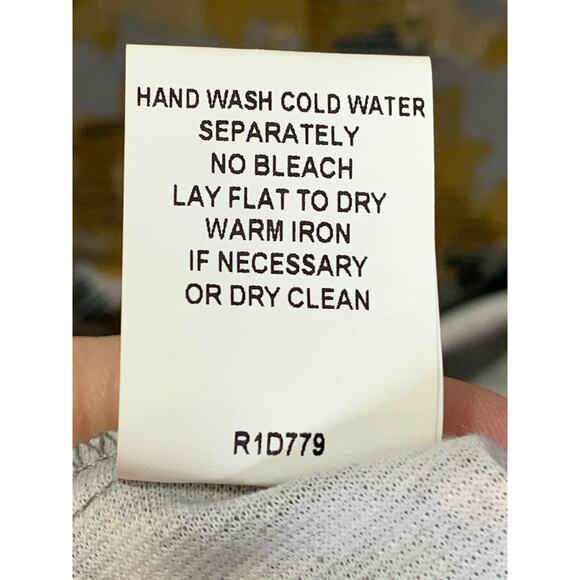 HAND WASH COLD WATER
SEPARATELY
NO BLEACH
LAY FLAT TO DRY
WARM IRON
IF NECESSARY
OR DRY CLEAN
R1D779